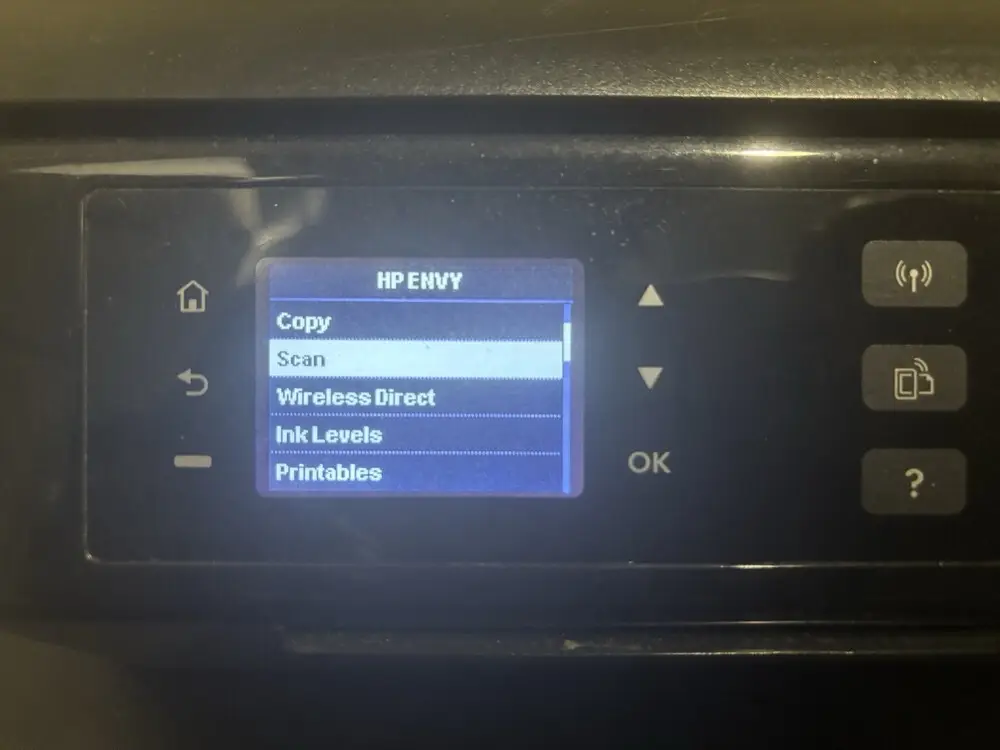 HP ENVY
Copy
Scan
Wireless Direct
Ink Levels
Printables
OK
?